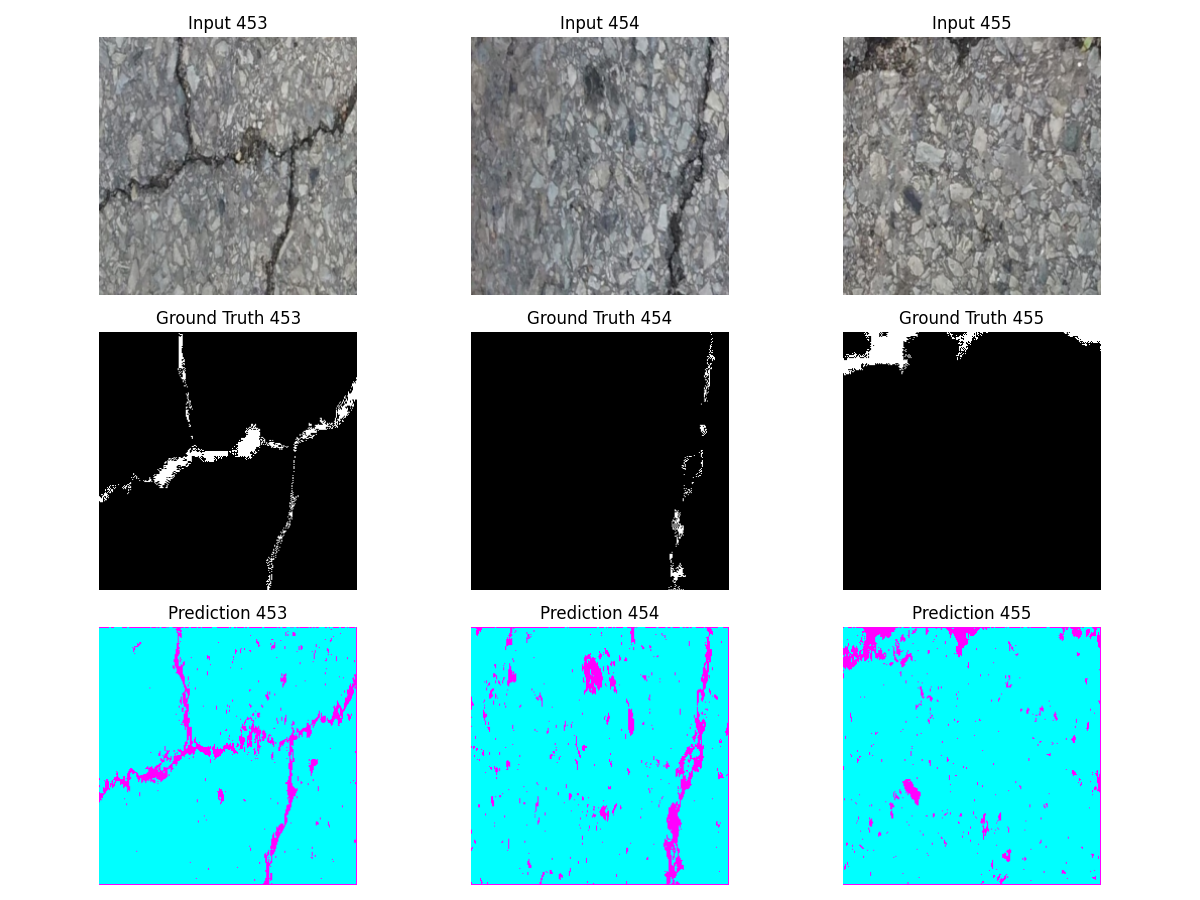 Input 453
Input 454
Input 455
Ground Truth 453
Ground Truth 454
Ground Truth 455
Prediction 453
Prediction 454
Prediction 455